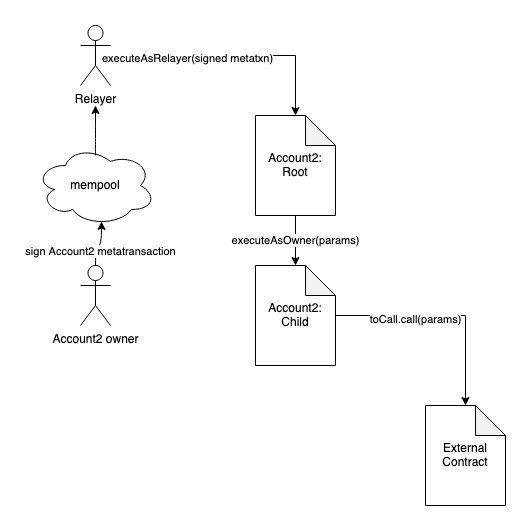 executeAsRelayer(signed metatxn)
Relayer
mempool
sign Account2 metatransaction
Account2 owner
Account2:
Root
executeAsOwner(params)
Account2:
Child
toCall.call(params)
External
Contract